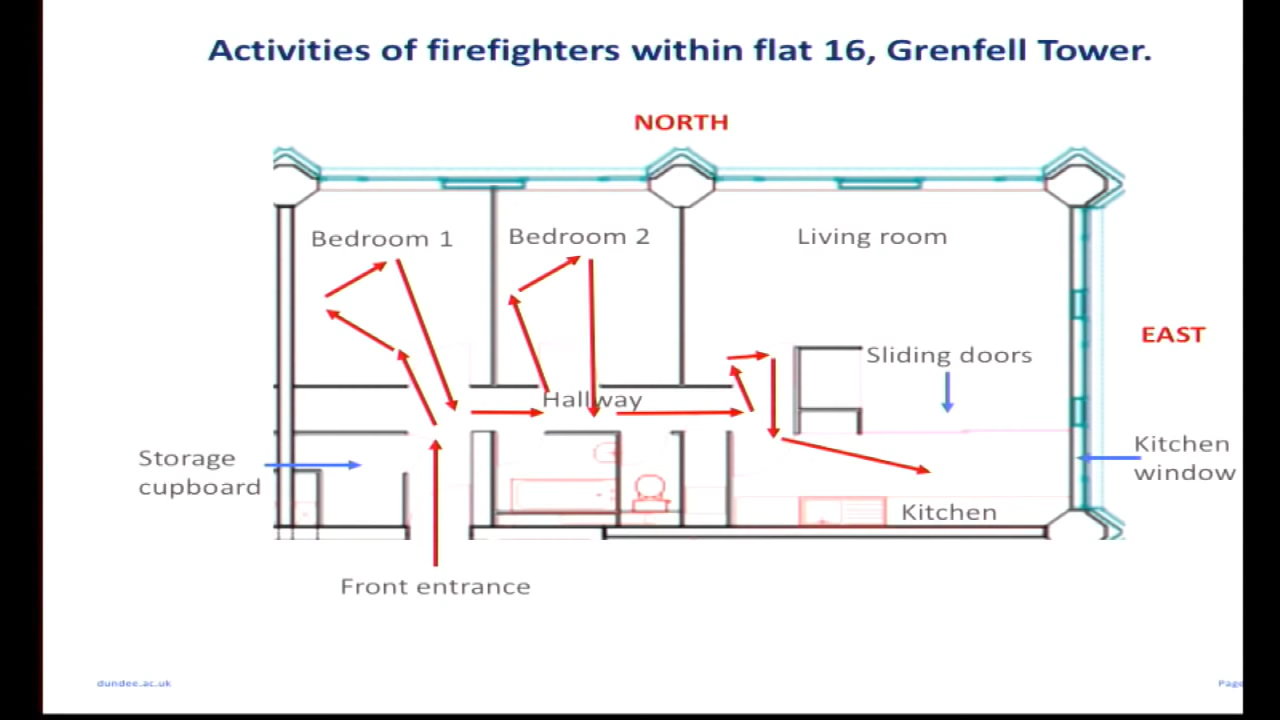 Activities of firefighters within flat 16, Grenfell Tower.
NORTH
Bedroom 1
Bedroom 2
Living room
EAST
Sliding doors
Hallway
Storage
cupboard
Kitchen
window
Kitchen
Front entrance
dundee.ac.uk
Page